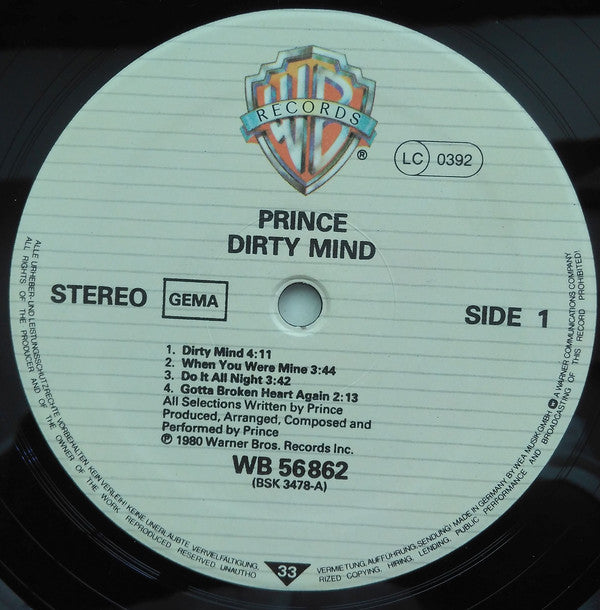 WB
RECORDS
®
LC 0392
PRINCE
DIRTY MIND
STEREO
GEMA
SIDE 1
1. Dirty Mind 4:11
2. When You Were Mine 3:44
3. Do It All Night 3:42
4. Gotta Broken Heart Again 2:13
All Selections Written by Prince
Produced, Arranged, Composed and
Performed by Prince
℗ 1980 Warner Bros. Records Inc.
WB 56 862
(BSK 3478-A)
33
ALLE URHEBER- UND LEISTUNGSSCHUTZRECHTE VORBEHALTEN. KEIN VERLEIH! KEINE UNERLAUBTE VERVIELFÄLTIGUNG,
VERMIETUNG, AUFFÜHRUNG, SENDUNG! MADE IN GERMANY BY WEA MUSIK GMBH A WARNER COMMUNICATIONS COMPANY.
ALL RIGHTS OF THE PRODUCER AND OF THE OWNER OF THE WORK REPRODUCED RESERVED. UNAUTHO
RIZED COPYING, HIRING, LENDING, PUBLIC PERFORMANCE AND BROADCASTING OF THIS RECORD PROHIBITED!